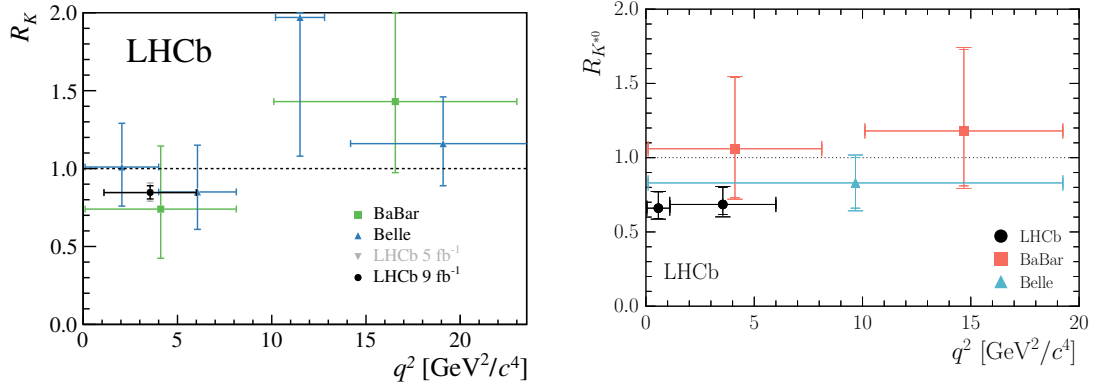 R_K
2.0
1.5
1.0
0.5
0.0
LHCb
BaBar
Belle
LHCb 5 fb⁻¹
LHCb 9 fb⁻¹
0 5 10 15 20
q² [GeV²/c⁴]
R_{K*0}
2.0
1.5
1.0
0.5
0.0
LHCb
LHCb
BaBar
Belle
0 5 10 15 20
q² [GeV²/c⁴]